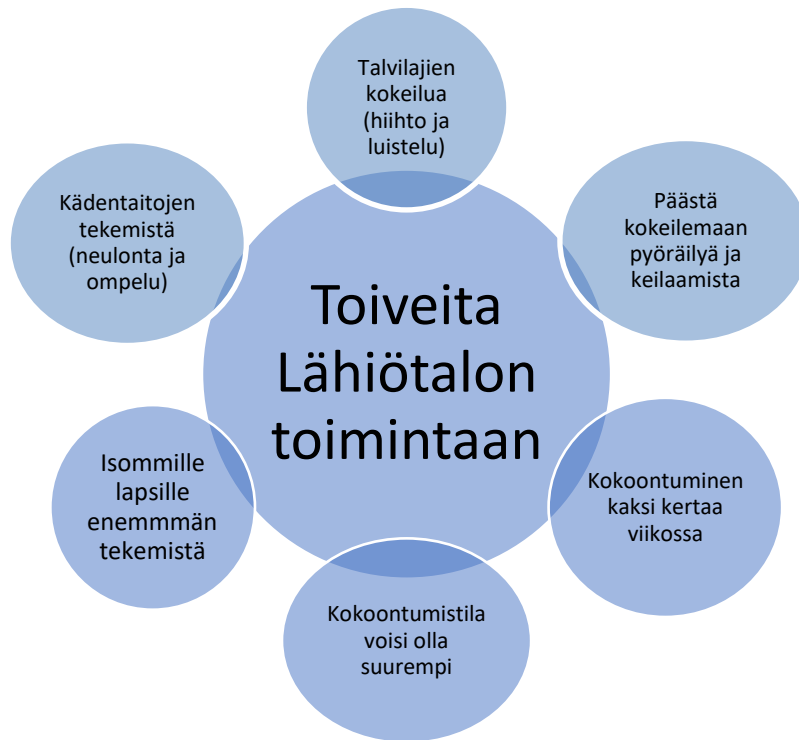 Talvilajien
kokeilua
(hiihto ja
luistelu)
Kädentaitojen
tekemistä
(neulonta ja
ompelu)
Päästä
kokeilemaan
pyöräilyä ja
keilaamista
Toiveita
Lähiötalon
toimintaan
Isommille
lapsille
enemmmän
tekemistä
Kokoontuminen
kaksi kertaa
viikossa
Kokoontumistila
voisi olla
suurempi